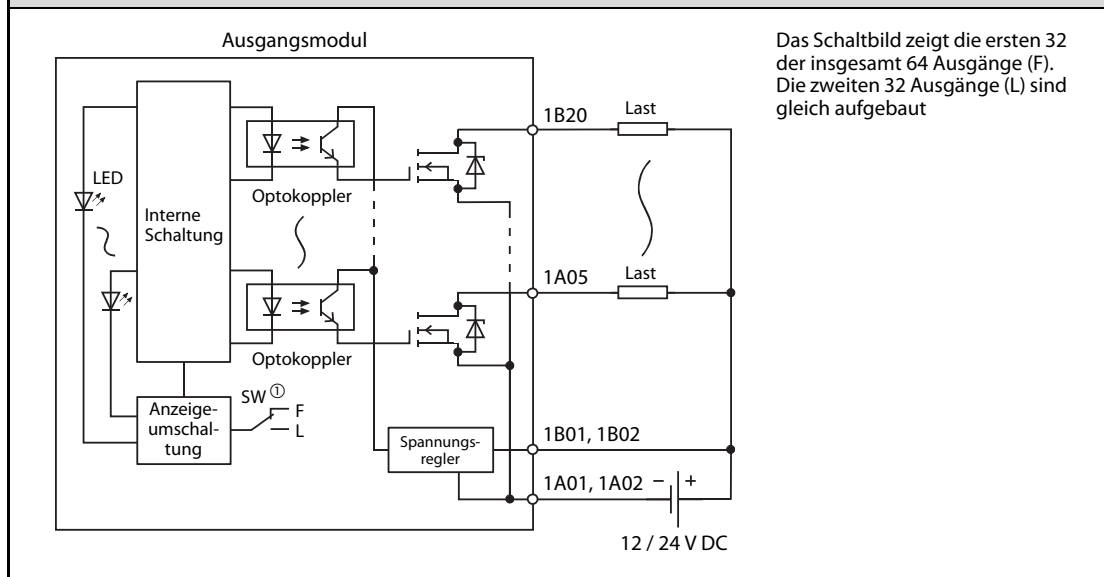 Ausgangsmodul
Das Schaltbild zeigt die ersten 32
der insgesamt 64 Ausgänge (F).
Die zweiten 32 Ausgänge (L) sind
gleich aufgebaut
1B20
Last
LED
Optokoppler
Interne
Schaltung
1A05
Last
Optokoppler
SW ①
F
L
Anzeige-
umschal-
tung
Spannungs-
regler
1B01, 1B02
1A01, 1A02
– +
12 / 24 V DC